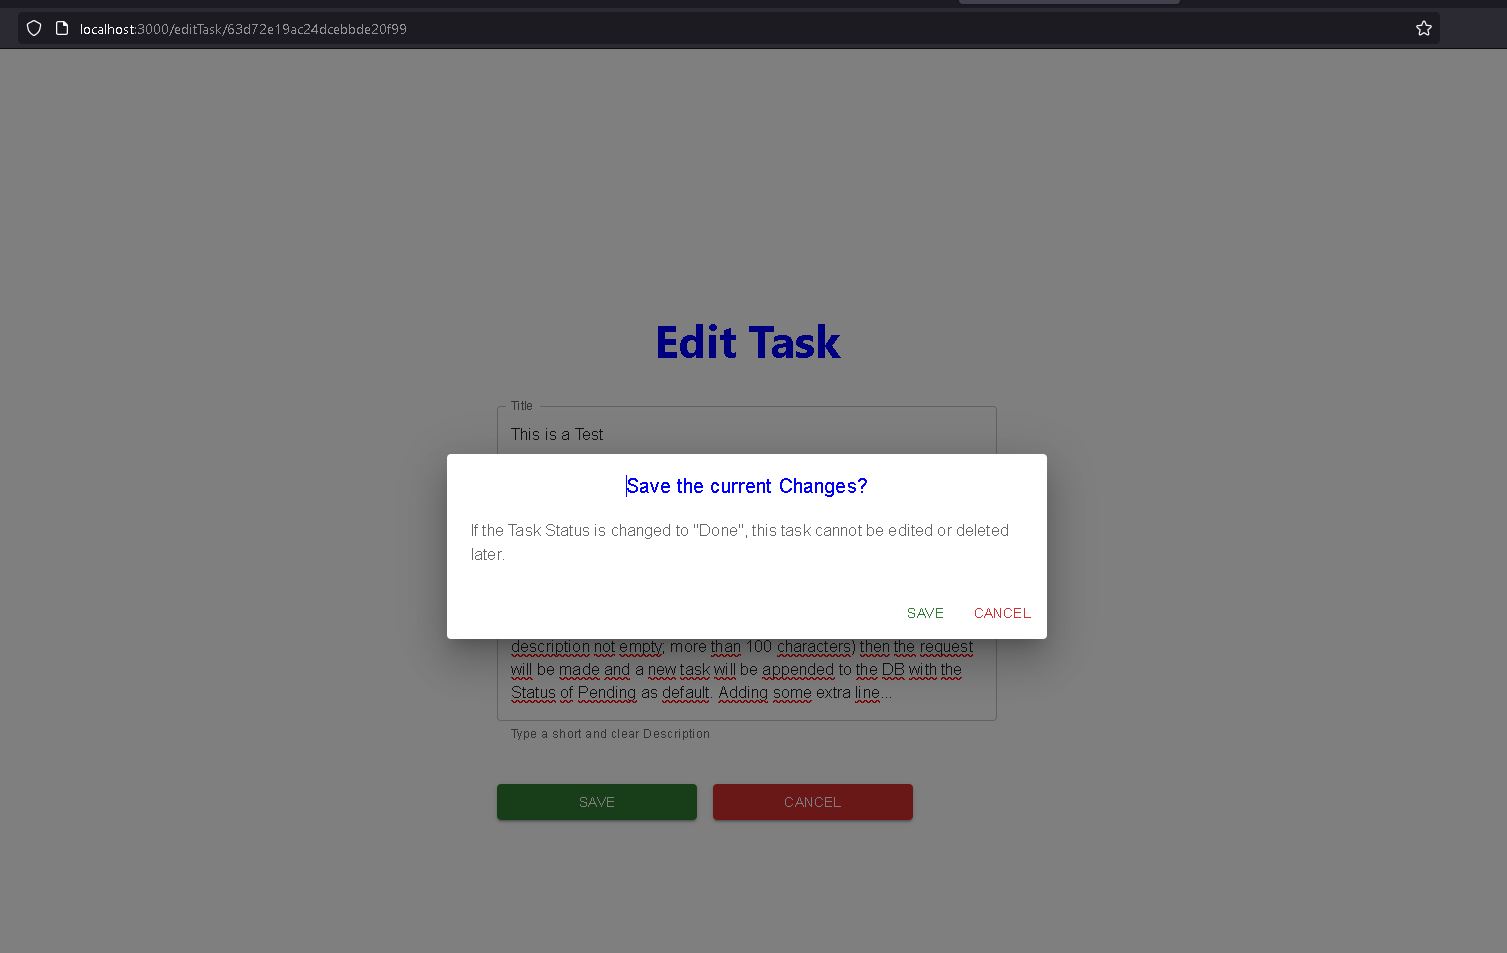 localhost:3000/editTask/63d72e19ac24dcebbde20f99
Edit Task
Title
This is a Test
Save the current Changes?
If the Task Status is changed to "Done", this task cannot be edited or deleted
later.
SAVE CANCEL
description not empty; more than 100 characters) then the request
will be made and a new task will be appended to the DB with the
Status of Pending as default. Adding some extra line...
Type a short and clear Description
SAVE CANCEL